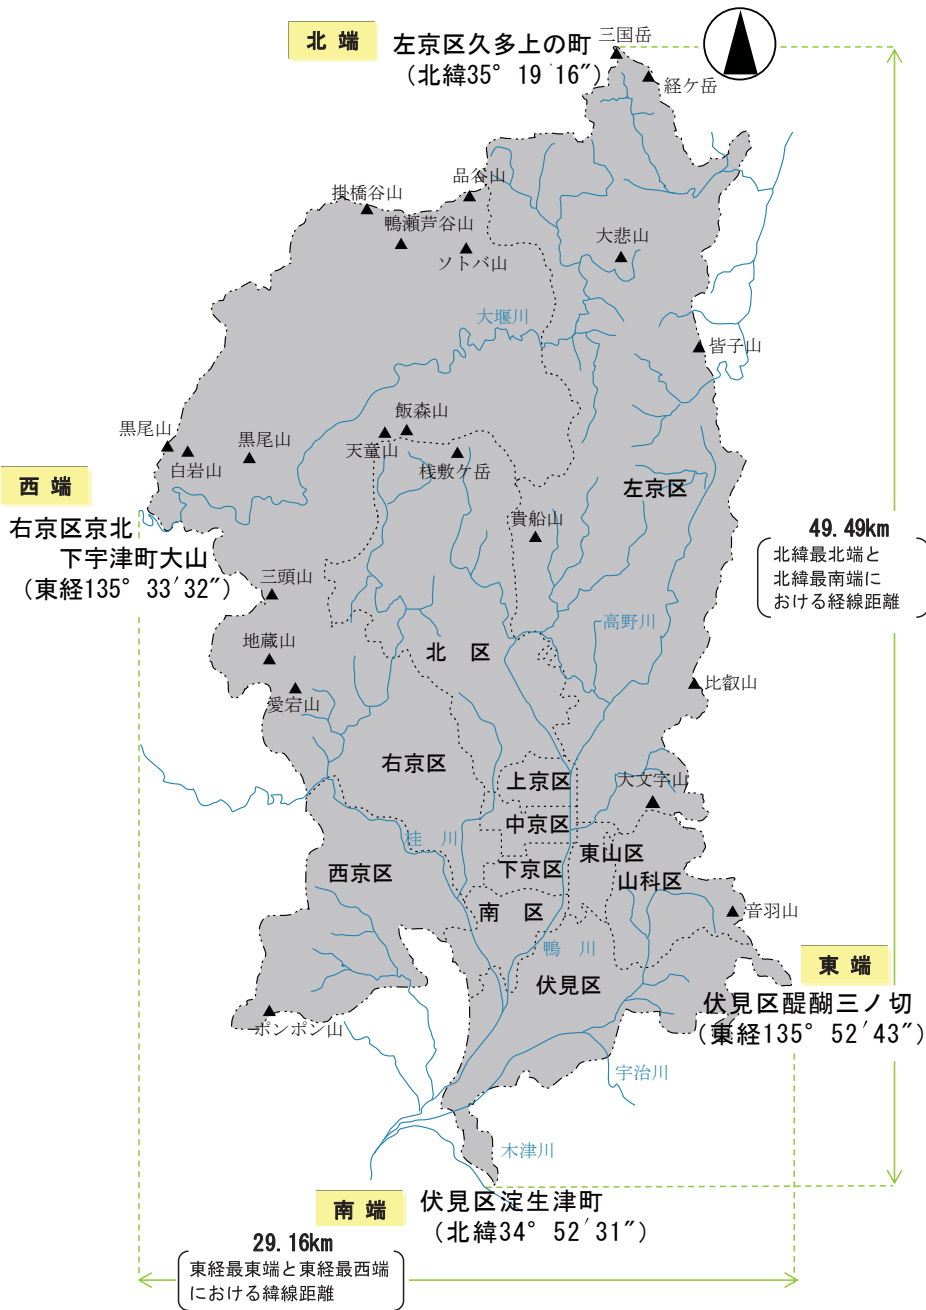 北端
左京区久多上の町
(北緯35° 19′16″)
三国岳
経ケ岳
品谷山
掛橋谷山
鴨瀬芦谷山
ソトバ山
大悲山
大堰川
皆子山
飯森山
天童山
桟敷ケ岳
黒尾山
白岩山
黒尾山
西端
右京区京北
下宇津町大山
(東経135° 33′32″)
左京区
貴船山
49.49km
北緯最北端と
北緯最南端に
おける経線距離
三頭山
高野川
地蔵山
北 区
愛宕山
比叡山
右京区
上京区
大文字山
中京区
桂 川
東山区
下京区
西京区
山科区
南 区
音羽山
鴨 川
伏見区
東端
伏見区醍醐三ノ切
(東経135° 52′43″)
ポンポン山
宇治川
木津川
南端
伏見区淀生津町
(北緯34° 52′31″)
29.16km
東経最東端と東経最西端
における緯線距離